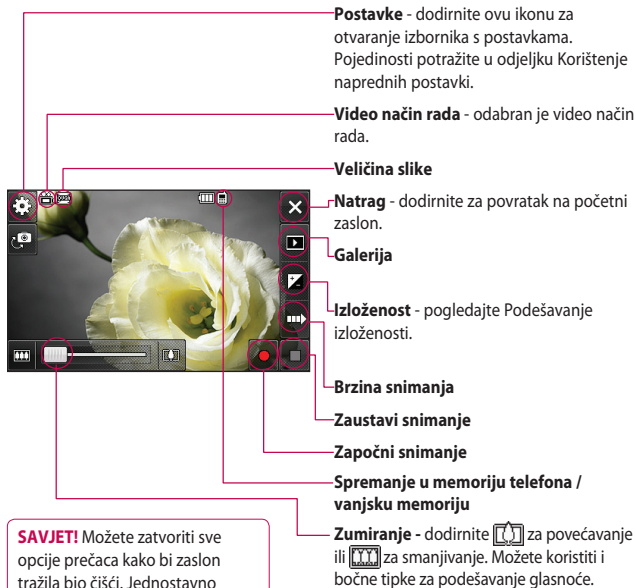 Postavke - dodirnite ovu ikonu za
otvaranje izbornika s postavkama.
Pojedinosti potražite u odjeljku Korištenje
naprednih postavki.
Video način rada - odabran je video način
rada.
Veličina slike
Natrag - dodirnite za povratak na početni
zaslon.
Galerija
Izloženost - pogledajte Podešavanje
izloženosti.
Brzina snimanja
Zaustavi snimanje
Započni snimanje
Spremanje u memoriju telefona /
vanjsku memoriju
Zumiranje - dodirnite za povećavanje
ili za smanjivanje. Možete koristiti i
bočne tipke za podešavanje glasnoće.
SAVJET! Možete zatvoriti sve
opcije prečaca kako bi zaslon
tražila bio čišći. Jednostavno